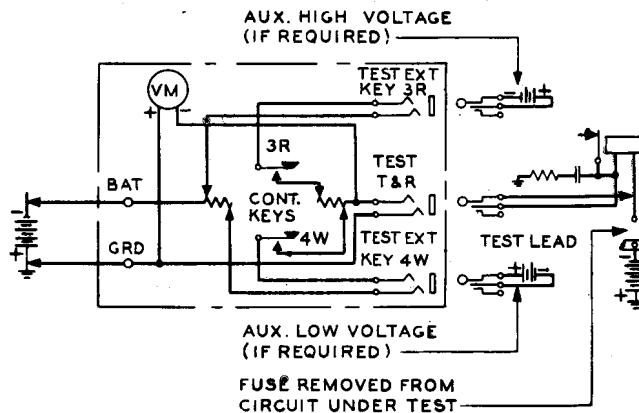 AUX. HIGH VOLTAGE
(IF REQUIRED)
TEST EXT
KEY 3R
VM
+ -
- +
3R
TEST
T&R
BAT
CONT.
KEYS
-
+
4W
GRD
TEST EXT
KEY 4W
TEST LEAD
+ -
+
AUX. LOW VOLTAGE
(IF REQUIRED)
FUSE REMOVED FROM
CIRCUIT UNDER TEST